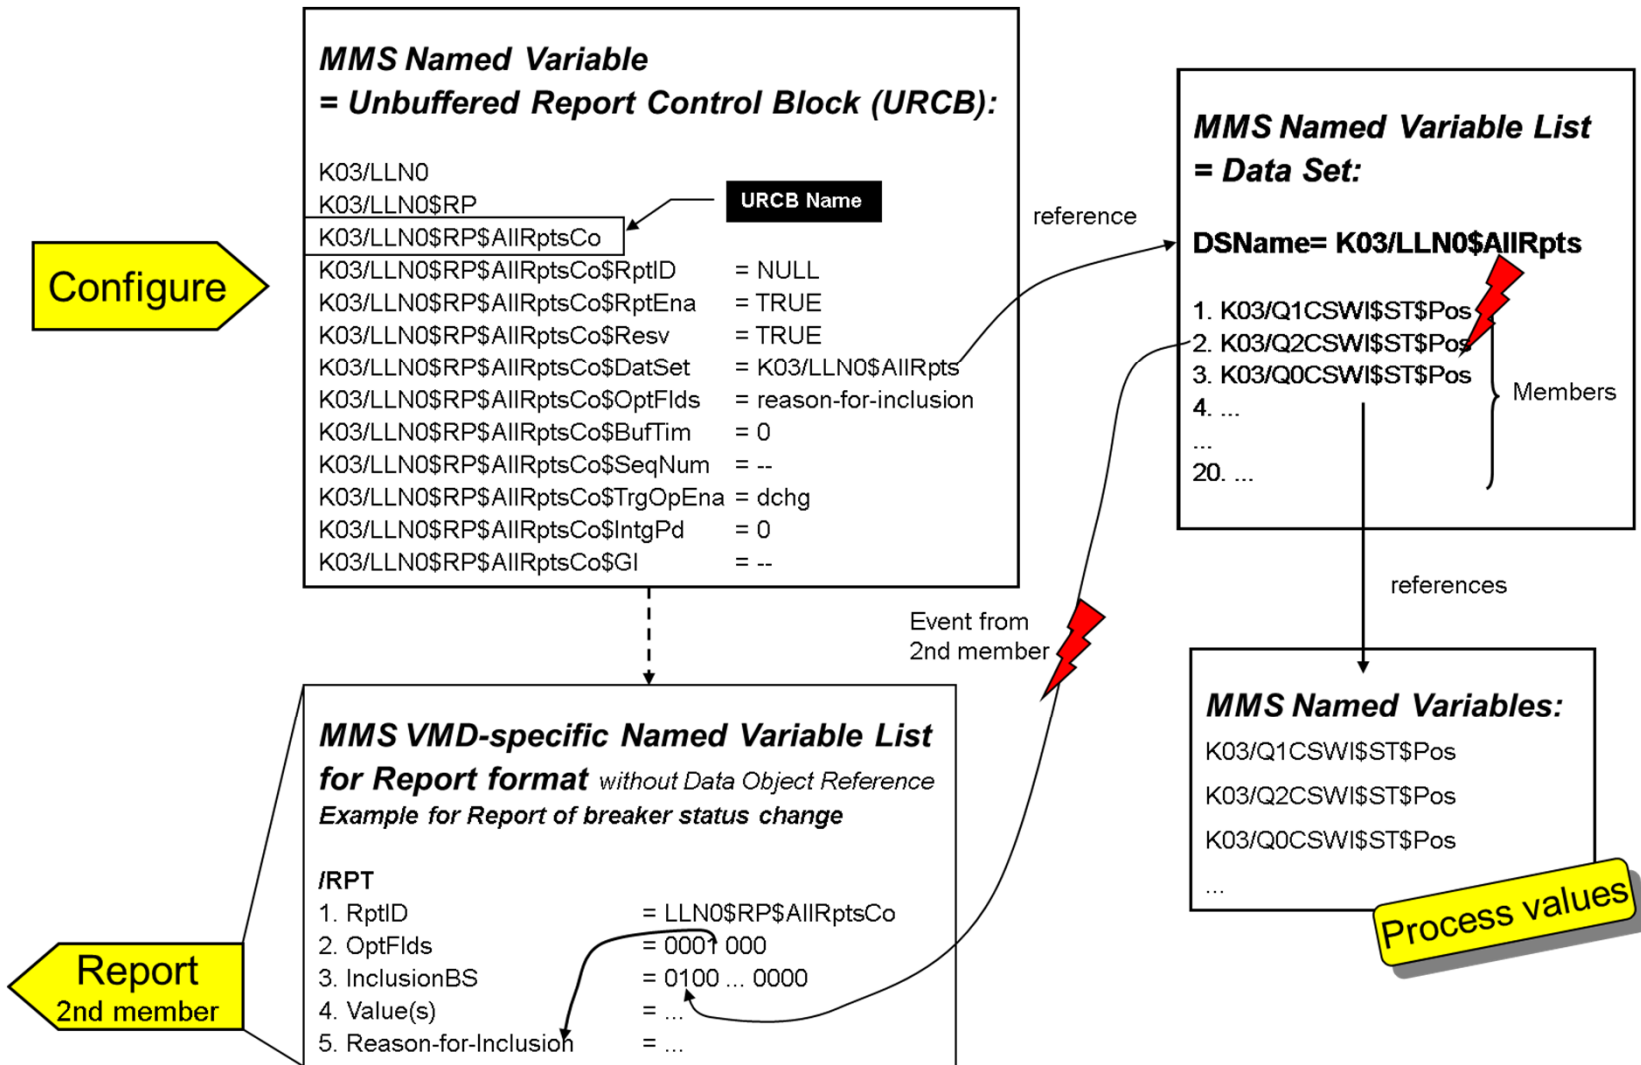 MMS Named Variable
= Unbuffered Report Control Block (URCB):
K03/LLN0
K03/LLN0$RP
URCB Name
K03/LLN0$RP$AllRptsCo
K03/LLN0$RP$AllRptsCo$RptID = NULL
K03/LLN0$RP$AllRptsCo$RptEna = TRUE
K03/LLN0$RP$AllRptsCo$Resv = TRUE
K03/LLN0$RP$AllRptsCo$DatSet = K03/LLN0$AllRpts
K03/LLN0$RP$AllRptsCo$OptFlds = reason-for-inclusion
K03/LLN0$RP$AllRptsCo$BufTim = 0
K03/LLN0$RP$AllRptsCo$SeqNum = --
K03/LLN0$RP$AllRptsCo$TrgOpEna = dchg
K03/LLN0$RP$AllRptsCo$IntgPd = 0
K03/LLN0$RP$AllRptsCo$GI = --
Configure
reference
MMS Named Variable List
= Data Set:
DSName= K03/LLN0$AllRpts
1. K03/Q1CSWI$ST$Pos
2. K03/Q2CSWI$ST$Pos
3. K03/Q0CSWI$ST$Pos
4. ...
...
20. ...
Members
references
Event from
2nd member
MMS Named Variables:
K03/Q1CSWI$ST$Pos
K03/Q2CSWI$ST$Pos
K03/Q0CSWI$ST$Pos
...
Process values
MMS VMD-specific Named Variable List
for Report format without Data Object Reference
Example for Report of breaker status change
/RPT
1. RptID = LLN0$RP$AllRptsCo
2. OptFlds = 0001 000
3. InclusionBS = 0100 ... 0000
4. Value(s) = ...
5. Reason-for-Inclusion = ...
Report
2nd member